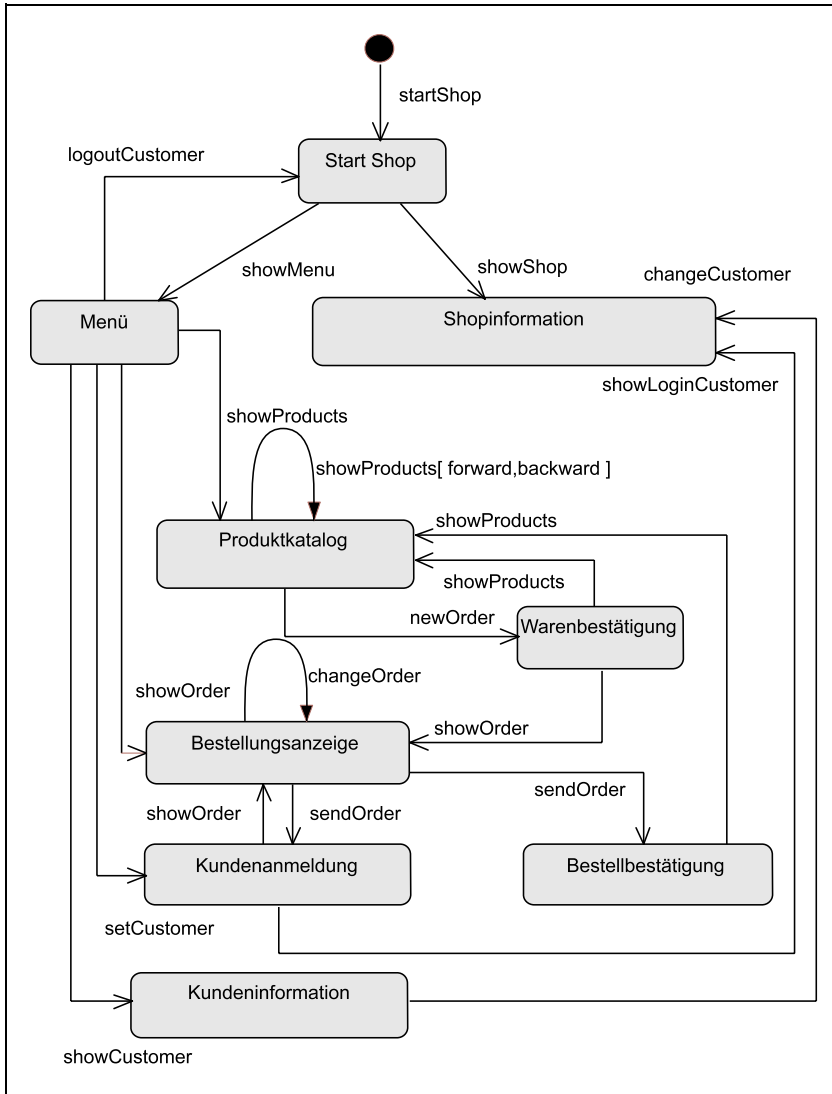 startShop
logoutCustomer
Start Shop
showMenu
showShop
changeCustomer
Menü
Shopinformation
showLoginCustomer
showProducts
showProducts[ forward,backward ]
showProducts
Produktkatalog
showProducts
newOrder
Warenbestätigung
changeOrder
showOrder
showOrder
Bestellungsanzeige
sendOrder
showOrder
sendOrder
Kundenanmeldung
Bestellbestätigung
setCustomer
Kundeninformation
showCustomer